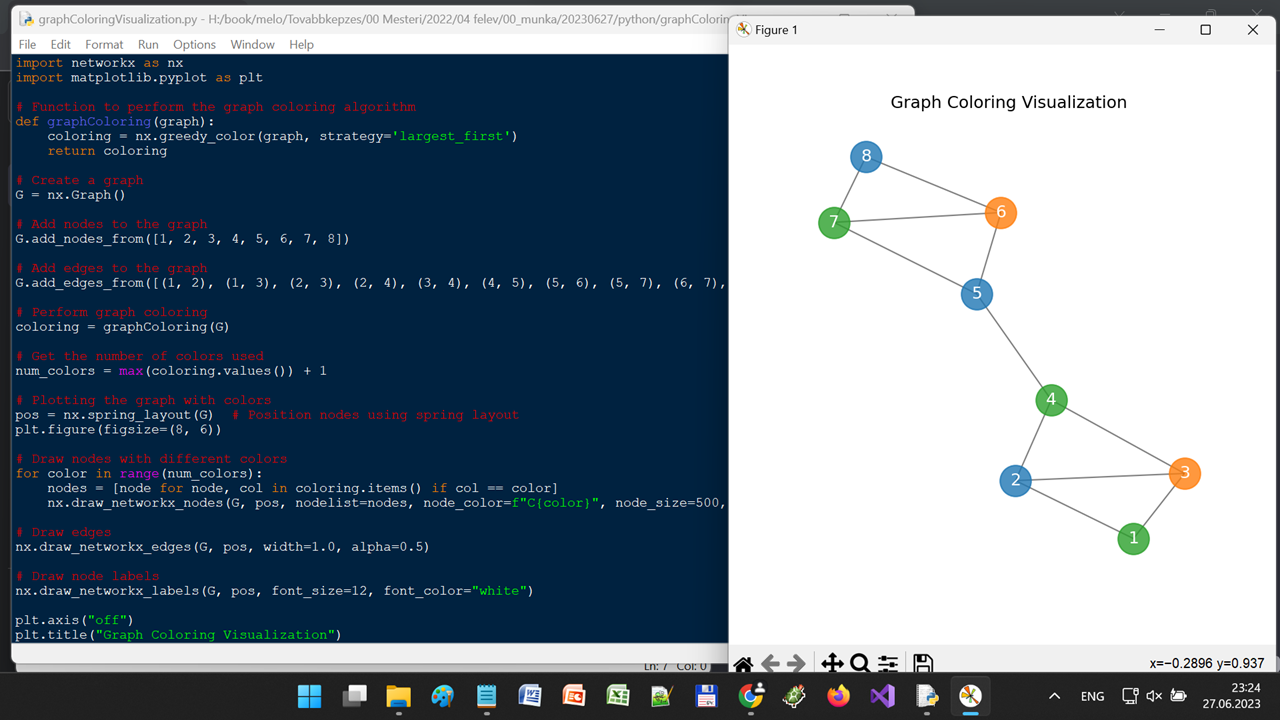 graphColoringVisualization.py - H:/book/melo/Tovabbkepzes/00 Mesteri/2022/04 felev/00_munka/20230627/python/graphColorin
File Edit Format Run Options Window Help
import networkx as nx
import matplotlib.pyplot as plt
# Function to perform the graph coloring algorithm
def graphColoring(graph):
    coloring = nx.greedy_color(graph, strategy='largest_first')
    return coloring
# Create a graph
G = nx.Graph()
# Add nodes to the graph
G.add_nodes_from([1, 2, 3, 4, 5, 6, 7, 8])
# Add edges to the graph
G.add_edges_from([(1, 2), (1, 3), (2, 3), (2, 4), (3, 4), (4, 5), (5, 6), (5, 7), (6, 7),
# Perform graph coloring
coloring = graphColoring(G)
# Get the number of colors used
num_colors = max(coloring.values()) + 1
# Plotting the graph with colors
pos = nx.spring_layout(G)  # Position nodes using spring layout
plt.figure(figsize=(8, 6))
# Draw nodes with different colors
for color in range(num_colors):
    nodes = [node for node, col in coloring.items() if col == color]
    nx.draw_networkx_nodes(G, pos, nodelist=nodes, node_color=f"C{color}", node_size=500,
# Draw edges
nx.draw_networkx_edges(G, pos, width=1.0, alpha=0.5)
# Draw node labels
nx.draw_networkx_labels(G, pos, font_size=12, font_color="white")
plt.axis("off")
plt.title("Graph Coloring Visualization")
Ln: 7 Col: 0
Figure 1
Graph Coloring Visualization
8
6
7
5
4
3
2
1
x=−0.2896 y=0.937
ENG
23:24
27.06.2023